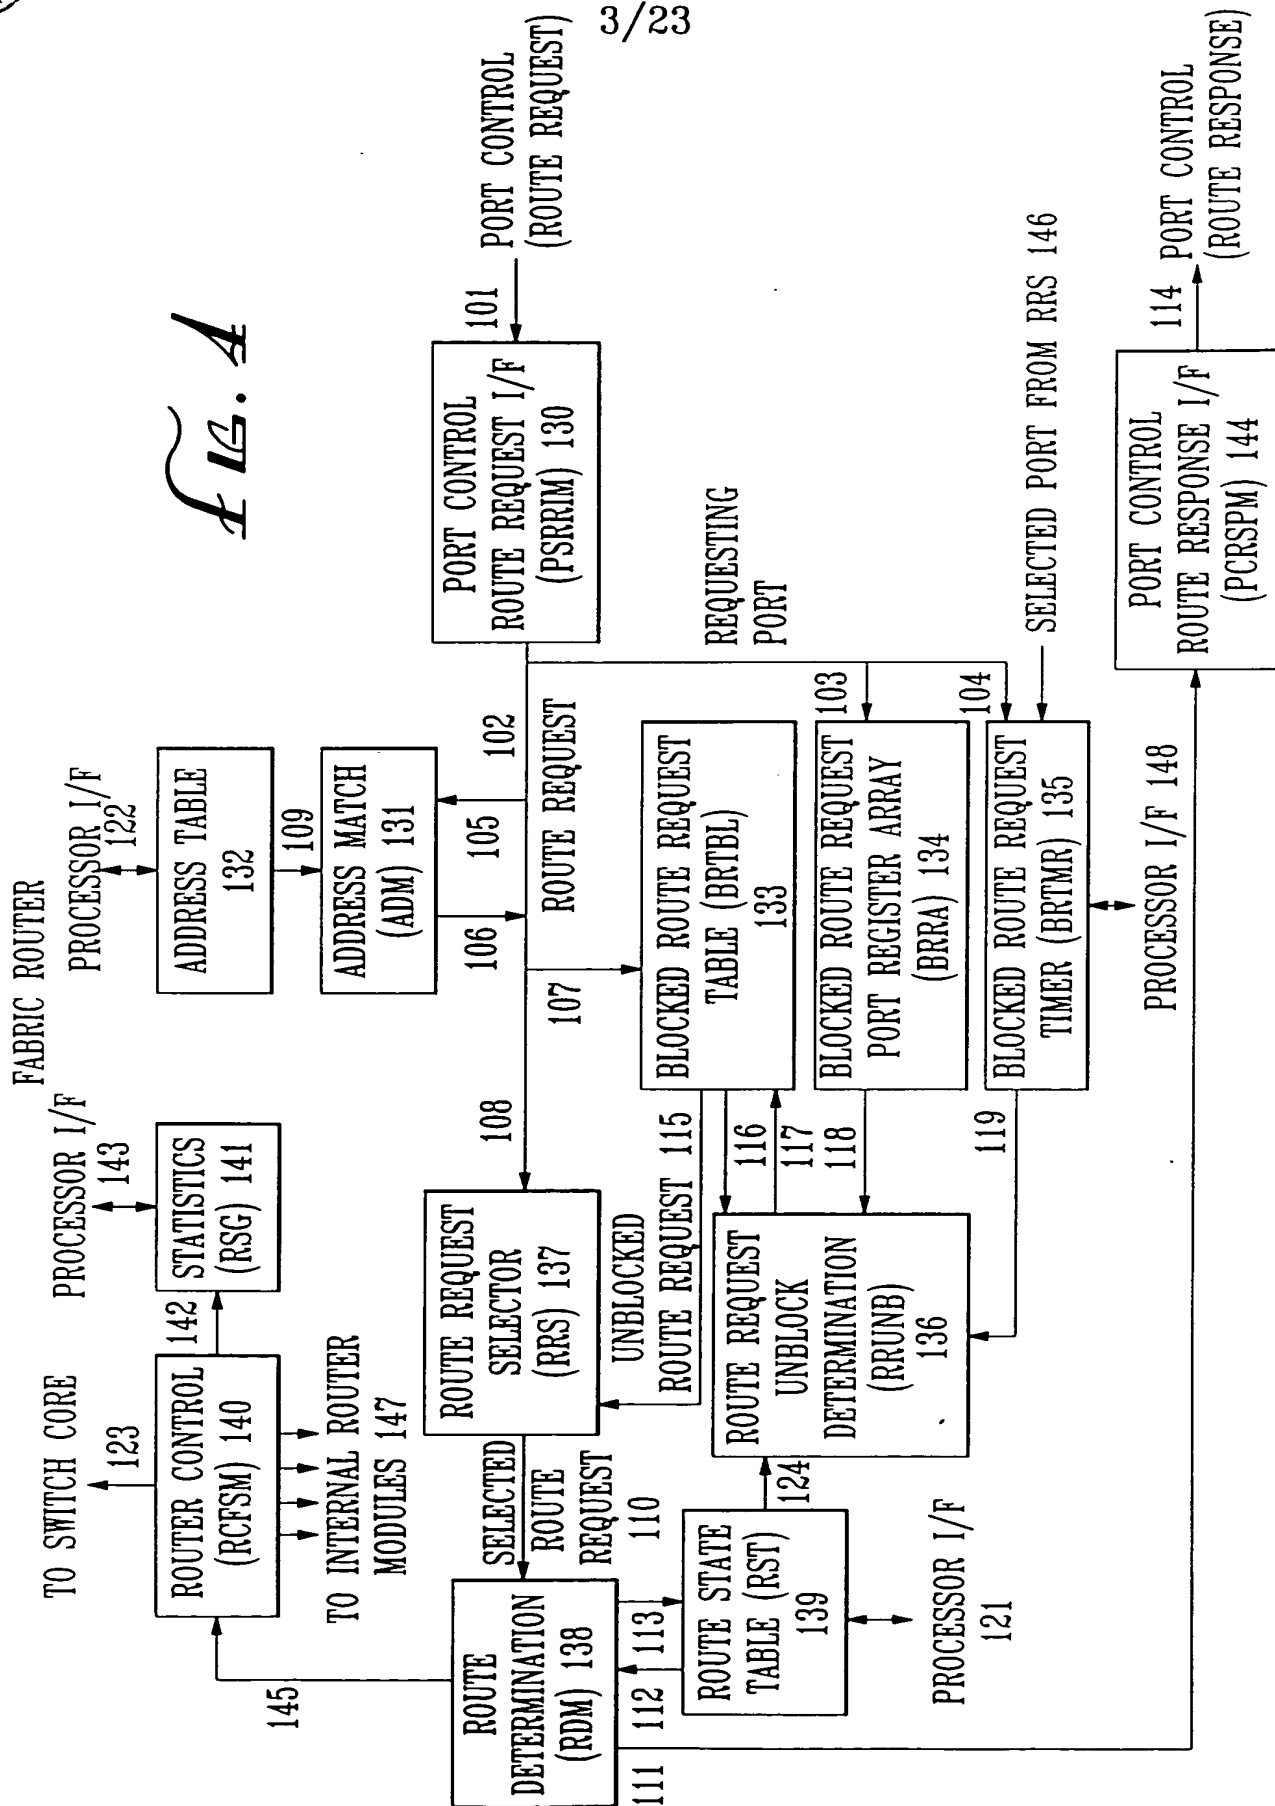 3/23
FIG. 4
FABRIC ROUTER
TO SWITCH CORE
123
ROUTER CONTROL
(RCFSM) 140
142
PROCESSOR I/F
143
STATISTICS
(RSG) 141
TO INTERNAL ROUTER
MODULES 147
PROCESSOR I/F
122
ADDRESS TABLE
132
109
ADDRESS MATCH
(ADM) 131
106
105
145
ROUTE
DETERMINATION
(RDM) 138
SELECTED
ROUTE
REQUEST
110
ROUTE REQUEST
SELECTOR
(RRS) 137
108
107
102
ROUTE REQUEST
PORT CONTROL
ROUTE REQUEST I/F
(PSRRIM) 130
101
PORT CONTROL
(ROUTE REQUEST)
UNBLOCKED
ROUTE REQUEST 115
116
117
118
119
BLOCKED ROUTE REQUEST
TABLE (BRTBL)
133
REQUESTING
PORT
103
104
BLOCKED ROUTE REQUEST
PORT REGISTER ARRAY
(BRRA) 134
BLOCKED ROUTE REQUEST
TIMER (BRTMR) 135
SELECTED PORT FROM RRS 146
PROCESSOR I/F 148
111
112
113
ROUTE STATE
TABLE (RST)
139
124
ROUTE REQUEST
UNBLOCK
DETERMINATION
(RRUNB)
136
PROCESSOR I/F
121
PORT CONTROL
ROUTE RESPONSE I/F
(PCRSPM) 144
114
PORT CONTROL
(ROUTE RESPONSE)